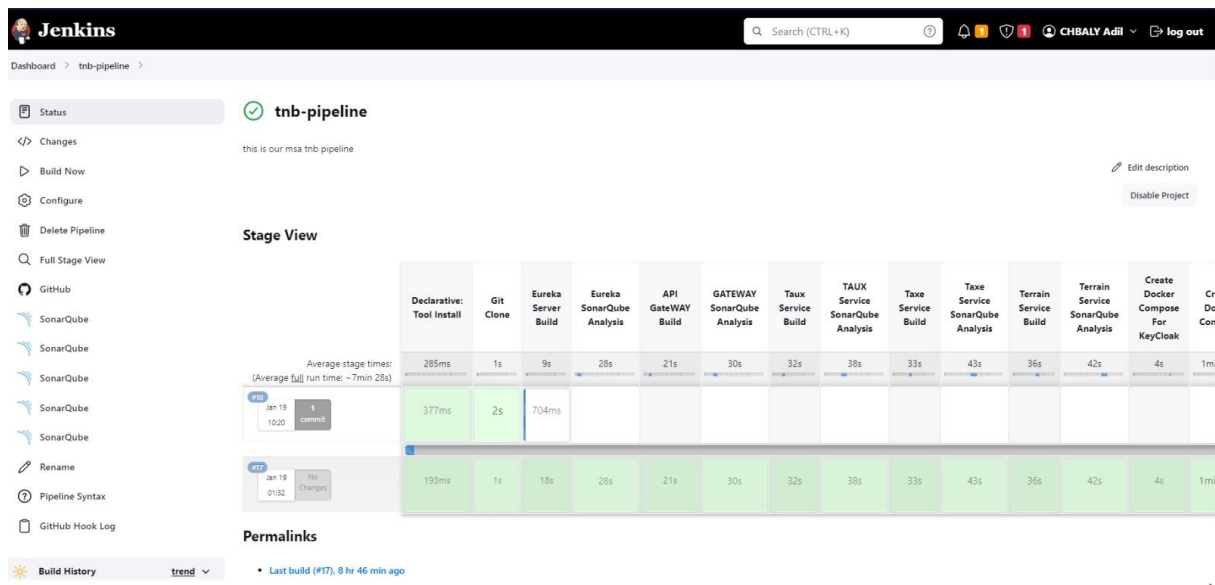 Jenkins
Search (CTRL+K)
1
1
CHBALY Adil
log out
Dashboard > tnb-pipeline >
Status
Changes
Build Now
Configure
Delete Pipeline
Full Stage View
GitHub
SonarQube
SonarQube
SonarQube
SonarQube
SonarQube
Rename
Pipeline Syntax
GitHub Hook Log
Build History
trend
tnb-pipeline
this is our msa tnb pipeline
Edit description
Disable Project
Stage View
Declarative:
Tool Install
Git
Clone
Eureka
Server
Build
Eureka
SonarQube
Analysis
API
GateWAY
Build
GATEWAY
SonarQube
Analysis
Taux
Service
Build
TAUX
Service
SonarQube
Analysis
Taxe
Service
Build
Taxe
Service
SonarQube
Analysis
Terrain
Service
Build
Terrain
Service
SonarQube
Analysis
Create
Docker
Compose
For
KeyCloak
Cr
Do
Com
Average stage times:
(Average full run time: ~7min 28s)
285ms 1s 9s 28s 21s 30s 32s 38s 33s 43s 36s 42s 4s 1mi
#18
Jan 19
10:20
1
commit
377ms 2s 704ms
#17
Jan 19
01:32
No
Changes
193ms 1s 18s 28s 21s 30s 32s 38s 33s 43s 36s 42s 4s 1mi
Permalinks
Last build (#17), 8 hr 46 min ago